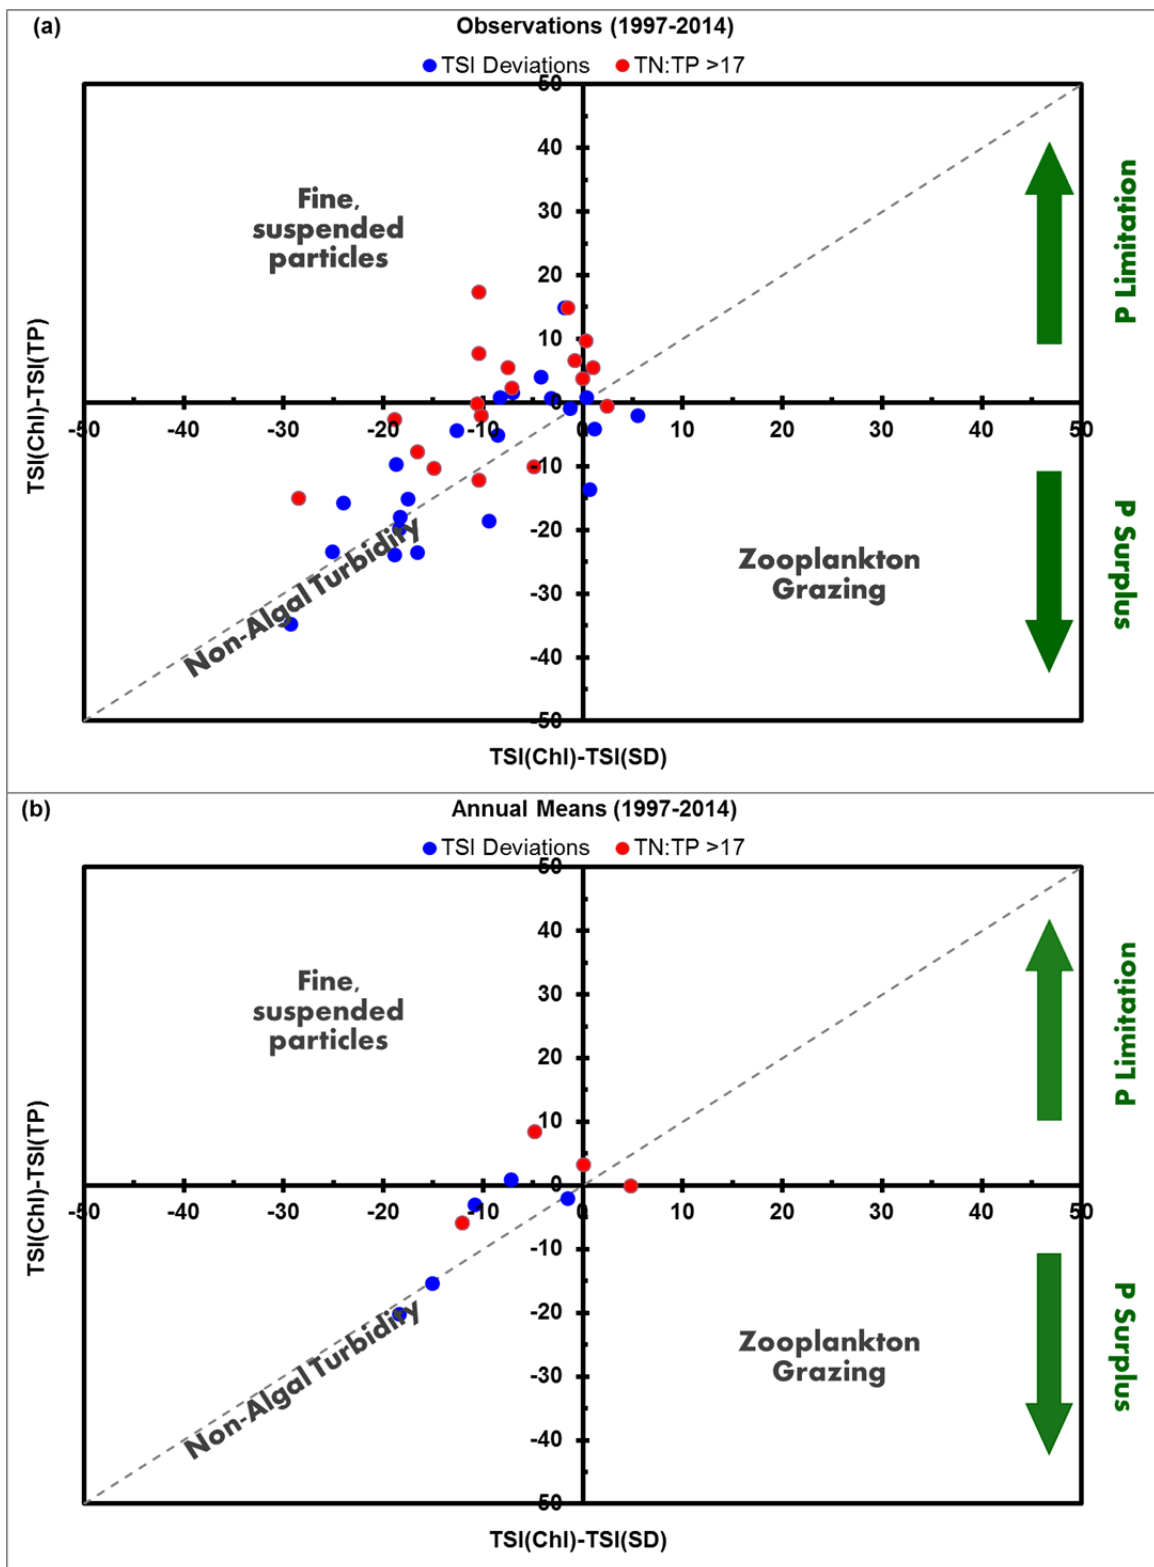 (a)
Observations (1997-2014)
TSI Deviations TN:TP >17
50
40
30
20
10
0
-50 -40 -30 -20 -10 0 10 20 30 40 50
-10
-20
-30
-40
-50
Fine,
suspended
particles
Non-Algal Turbidity
Zooplankton
Grazing
P Limitation
P Surplus
TSI(Chl)-TSI(TP)
TSI(Chl)-TSI(SD)
(b)
Annual Means (1997-2014)
TSI Deviations TN:TP >17
50
40
30
20
10
0
-50 -40 -30 -20 -10 0 10 20 30 40 50
-10
-20
-30
-40
-50
Fine,
suspended
particles
Non-Algal Turbidity
Zooplankton
Grazing
P Limitation
P Surplus
TSI(Chl)-TSI(TP)
TSI(Chl)-TSI(SD)